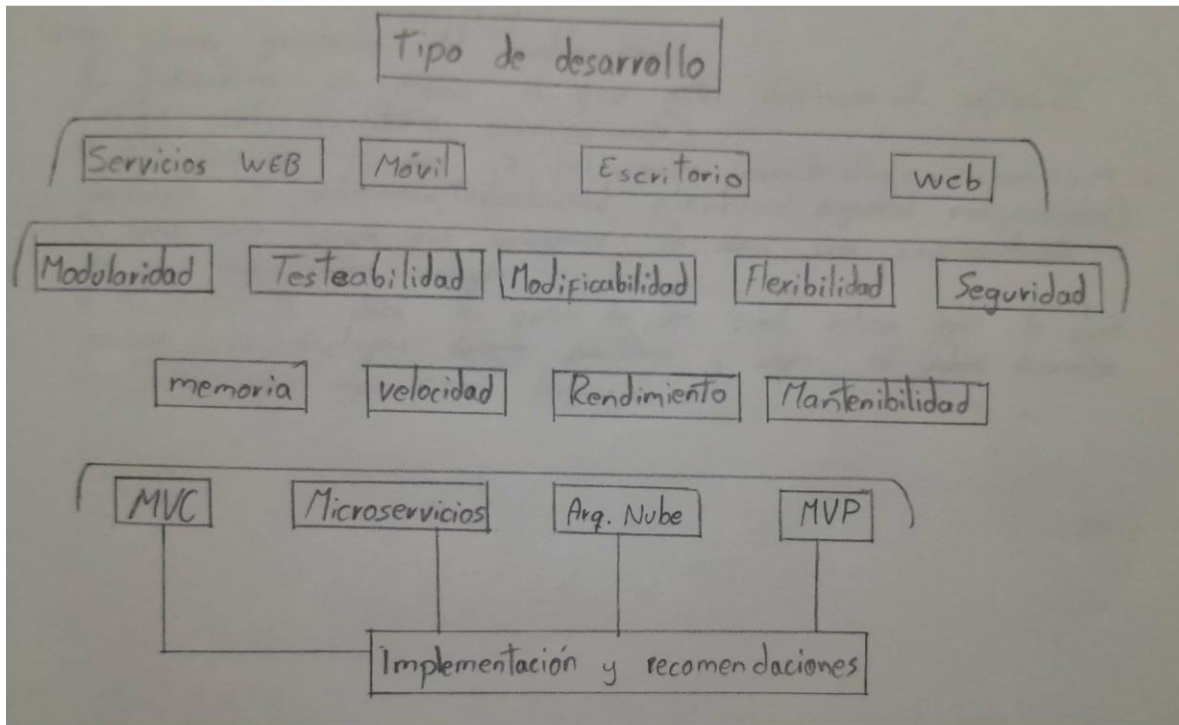 Tipo de desarrollo
Servicios WEB Móvil Escritorio Web
Modularidad Testeabilidad Modificabilidad Flexibilidad Seguridad
memoria velocidad Rendimiento Mantenibilidad
MVC Microservicios Arq. Nube MVP
Implementación y recomendaciones